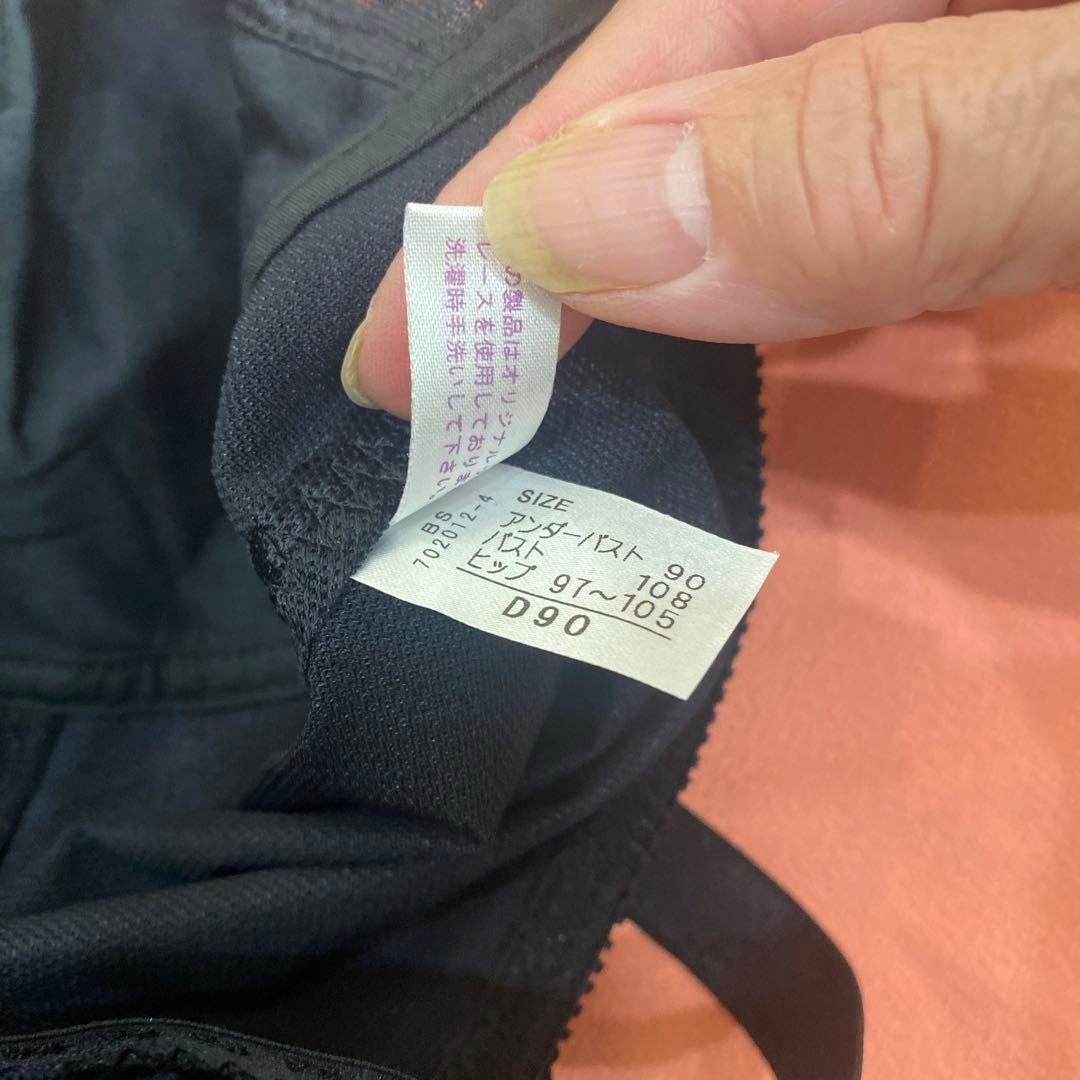 の製品はオリジナル
レースを使用しており
洗濯時手洗いして下さい。
BS
702012-4
SIZE
アンダーバスト 90
バスト 108
ヒップ 97～105
D90